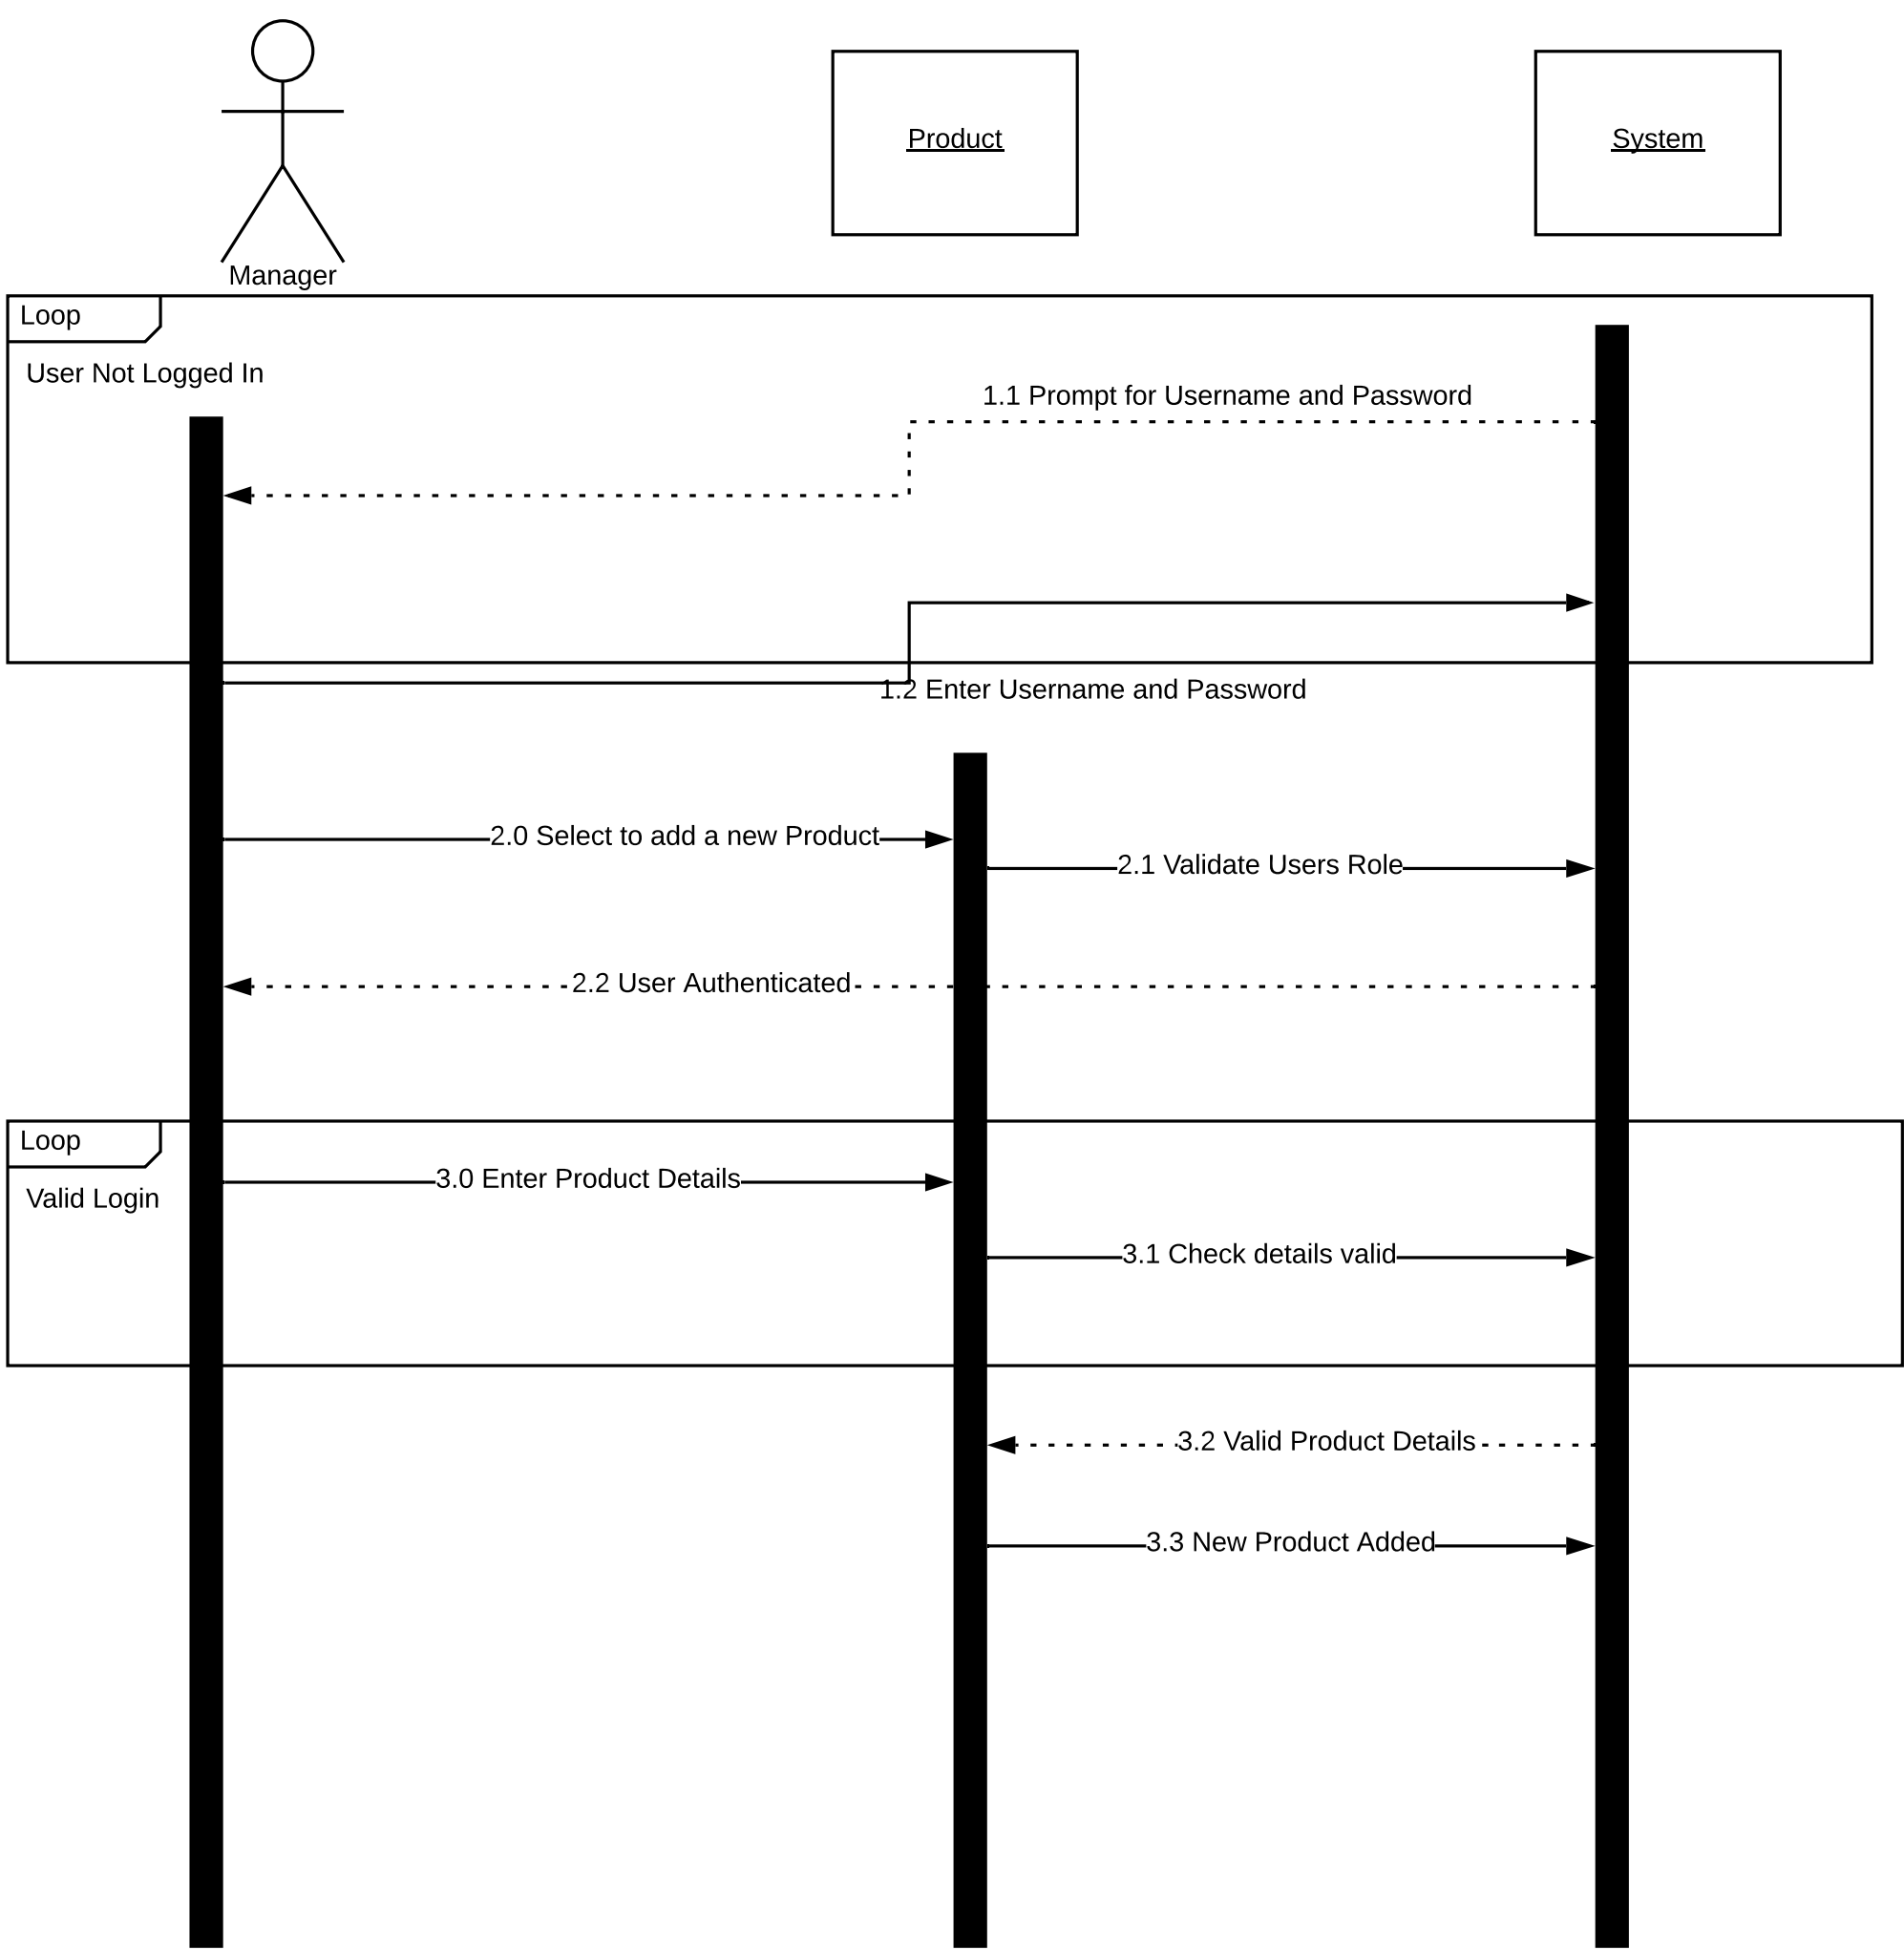 Product
System
Manager
Loop
User Not Logged In
1.1 Prompt for Username and Password
1.2 Enter Username and Password
2.0 Select to add a new Product
2.1 Validate Users Role
2.2 User Authenticated
Loop
3.0 Enter Product Details
Valid Login
3.1 Check details valid
3.2 Valid Product Details
3.3 New Product Added